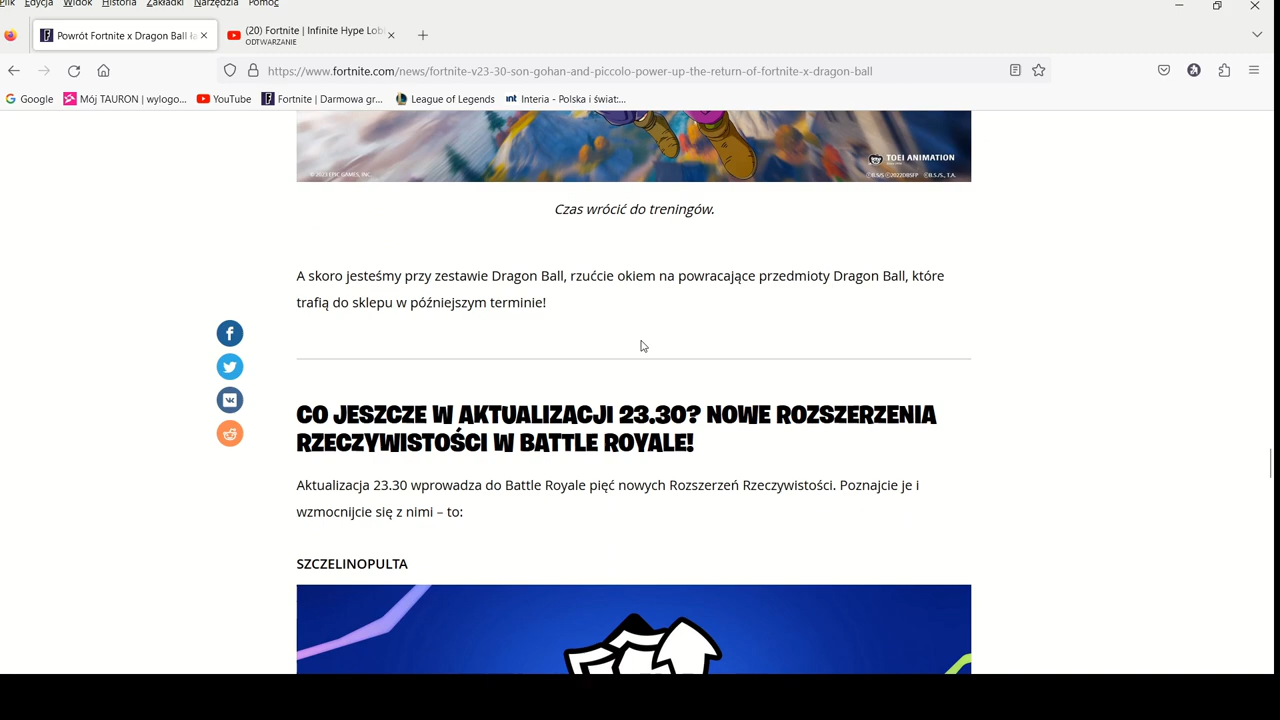 Plik Edycja Widok Historia Zakładki Narzędzia Pomoc
Powrót Fortnite x Dragon Ball
(20) Fortnite | Infinite Hype Lob
ODTWARZANIE
https://www.fortnite.com/news/fortnite-v23-30-son-gohan-and-piccolo-power-up-the-return-of-fortnite-x-dragon-ball
Google
Mój TAURON | wylogo...
YouTube
Fortnite | Darmowa gr...
League of Legends
Interia - Polska i świat:...
TOEI ANIMATION
© 2023 EPIC GAMES, INC.
Czas wrócić do treningów.
A skoro jesteśmy przy zestawie Dragon Ball, rzućcie okiem na powracające przedmioty Dragon Ball, które
trafią do sklepu w późniejszym terminie!
CO JESZCZE W AKTUALIZACJI 23.30? NOWE ROZSZERZENIA
RZECZYWISTOŚCI W BATTLE ROYALE!
Aktualizacja 23.30 wprowadza do Battle Royale pięć nowych Rozszerzeń Rzeczywistości. Poznajcie je i
wzmocnijcie się z nimi – to:
SZCZELINOPULTA